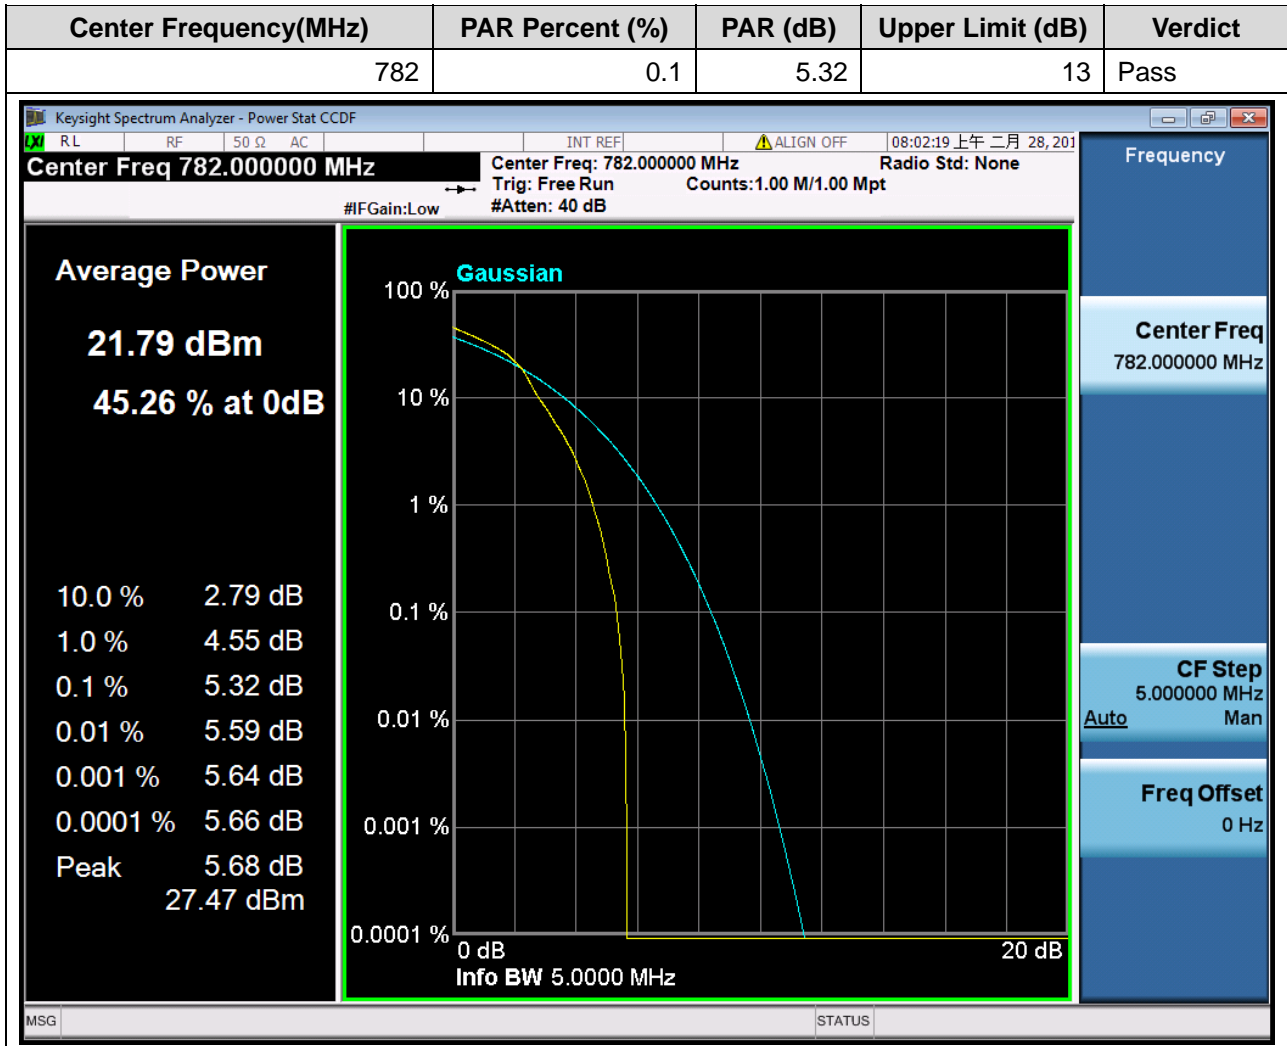 Center Frequency(MHz) PAR Percent (%) PAR (dB) Upper Limit (dB) Verdict
782 0.1 5.32 13 Pass
Keysight Spectrum Analyzer - Power Stat CCDF
LXI RL RF 50 Ω AC INT REF ALIGN OFF 08:02:19 上午 二月 28, 201
Center Freq 782.000000 MHz
Center Freq: 782.000000 MHz Radio Std: None
Trig: Free Run Counts:1.00 M/1.00 Mpt
#IFGain:Low #Atten: 40 dB
Average Power
21.79 dBm
45.26 % at 0dB
10.0 % 2.79 dB
1.0 % 4.55 dB
0.1 % 5.32 dB
0.01 % 5.59 dB
0.001 % 5.64 dB
0.0001 % 5.66 dB
Peak 5.68 dB
27.47 dBm
Gaussian
100 %
10 %
1 %
0.1 %
0.01 %
0.001 %
0.0001 %
0 dB 20 dB
Info BW 5.0000 MHz
Frequency
Center Freq
782.000000 MHz
CF Step
5.000000 MHz
Auto Man
Freq Offset
0 Hz
MSG STATUS